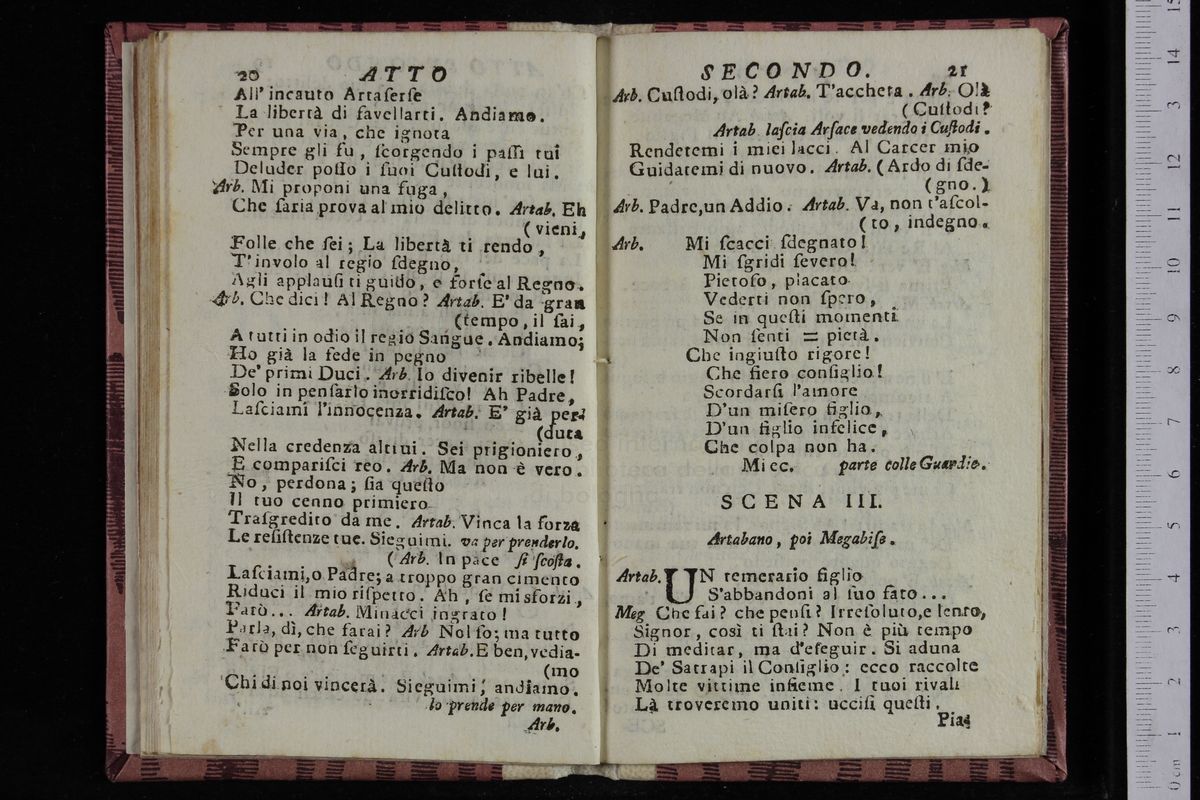 20 ATTO
All' incauto Artaſerſe
La libertà di favellarti. Andiamo.
Per una via, che ignota
Sempre gli fu, ſcorgendo i paſſi tui
Deluder poſſo i ſuoi Cuſtodi, e lui.
Arb. Mi proponi una fuga,
Che ſaria prova al mio delitto. Artab. Eh
(vieni,
Folle che ſei; La libertà ti rendo,
T'involo al regio ſdegno,
Agli applauſi ti guido, e forſe al Regno.
Arb. Che dici! Al Regno? Artab. E' da gran
(tempo, il ſai,
A tutti in odio il regio Sangue. Andiamo;
Ho già la fede in pegno
De' primi Duci. Arb. Io divenir ribelle!
Solo in penſarlo inorridiſco! Ah Padre,
Laſciami l'innocenza. Artab. E' già per-
(duta
Nella credenza altrui. Sei prigioniero,
E compariſci reo. Arb. Ma non è vero.
No, perdona; ſia queſto
Il tuo cenno primiero
Traſgredito da me. Artab. Vinca la forza
Le reſiſtenze tue. Sieguimi. va per prenderlo.
(Arb. In pace ſi ſcoſta.
Laſciami, o Padre; a troppo gran cimento
Riduci il mio riſpetto. Ah, ſe mi sforzi,
Farò... Artab. Minacci ingrato!
Parla, dì, che farai? Arb Nol ſo; ma tutto
Farò per non ſeguirti. Artab. E ben, vedia-
(mo
Chi di noi vincerà. Sieguimi, andiamo.
lo prende per mano.
Arb.
SECONDO. 21
Arb. Cuſtodi, olà? Artab. T'accheta. Arb. Olà
(Cuſtodi?
Artab. laſcia Arſace vedendo i Cuſtodi.
Rendetemi i miei lacci. Al Carcer mio
Guidatemi di nuovo. Artab. (Ardo di ſde-
(gno.)
Arb. Padre, un Addio. Artab. Va, non t'aſcol-
(to, indegno.
Arb. Mi ſcacci ſdegnato!
Mi ſgridi ſevero!
Pietoſo, placato
Vederti non ſpero,
Se in queſti momenti
Non ſenti = pietà.
Che ingiuſto rigore!
Che fiero conſiglio!
Scordarſi l'amore
D'un miſero figlio,
D'un figlio infelice,
Che colpa non ha.
Mi ec. parte colle Guardie.
SCENA III.
Artabano, poi Megabiſe.
Artab. UN temerario figlio
S'abbandoni al ſuo fato...
Meg Che fai? che penſi? Irreſoluto, e lento,
Signor, così ti ſtai? Non è più tempo
Di meditar, ma d'eſeguir. Si aduna
De' Satrapi il Conſiglio: ecco raccolte
Molte vittime inſieme. I tuoi rivali
Là troveremo uniti: ucciſi queſti,
Pia-